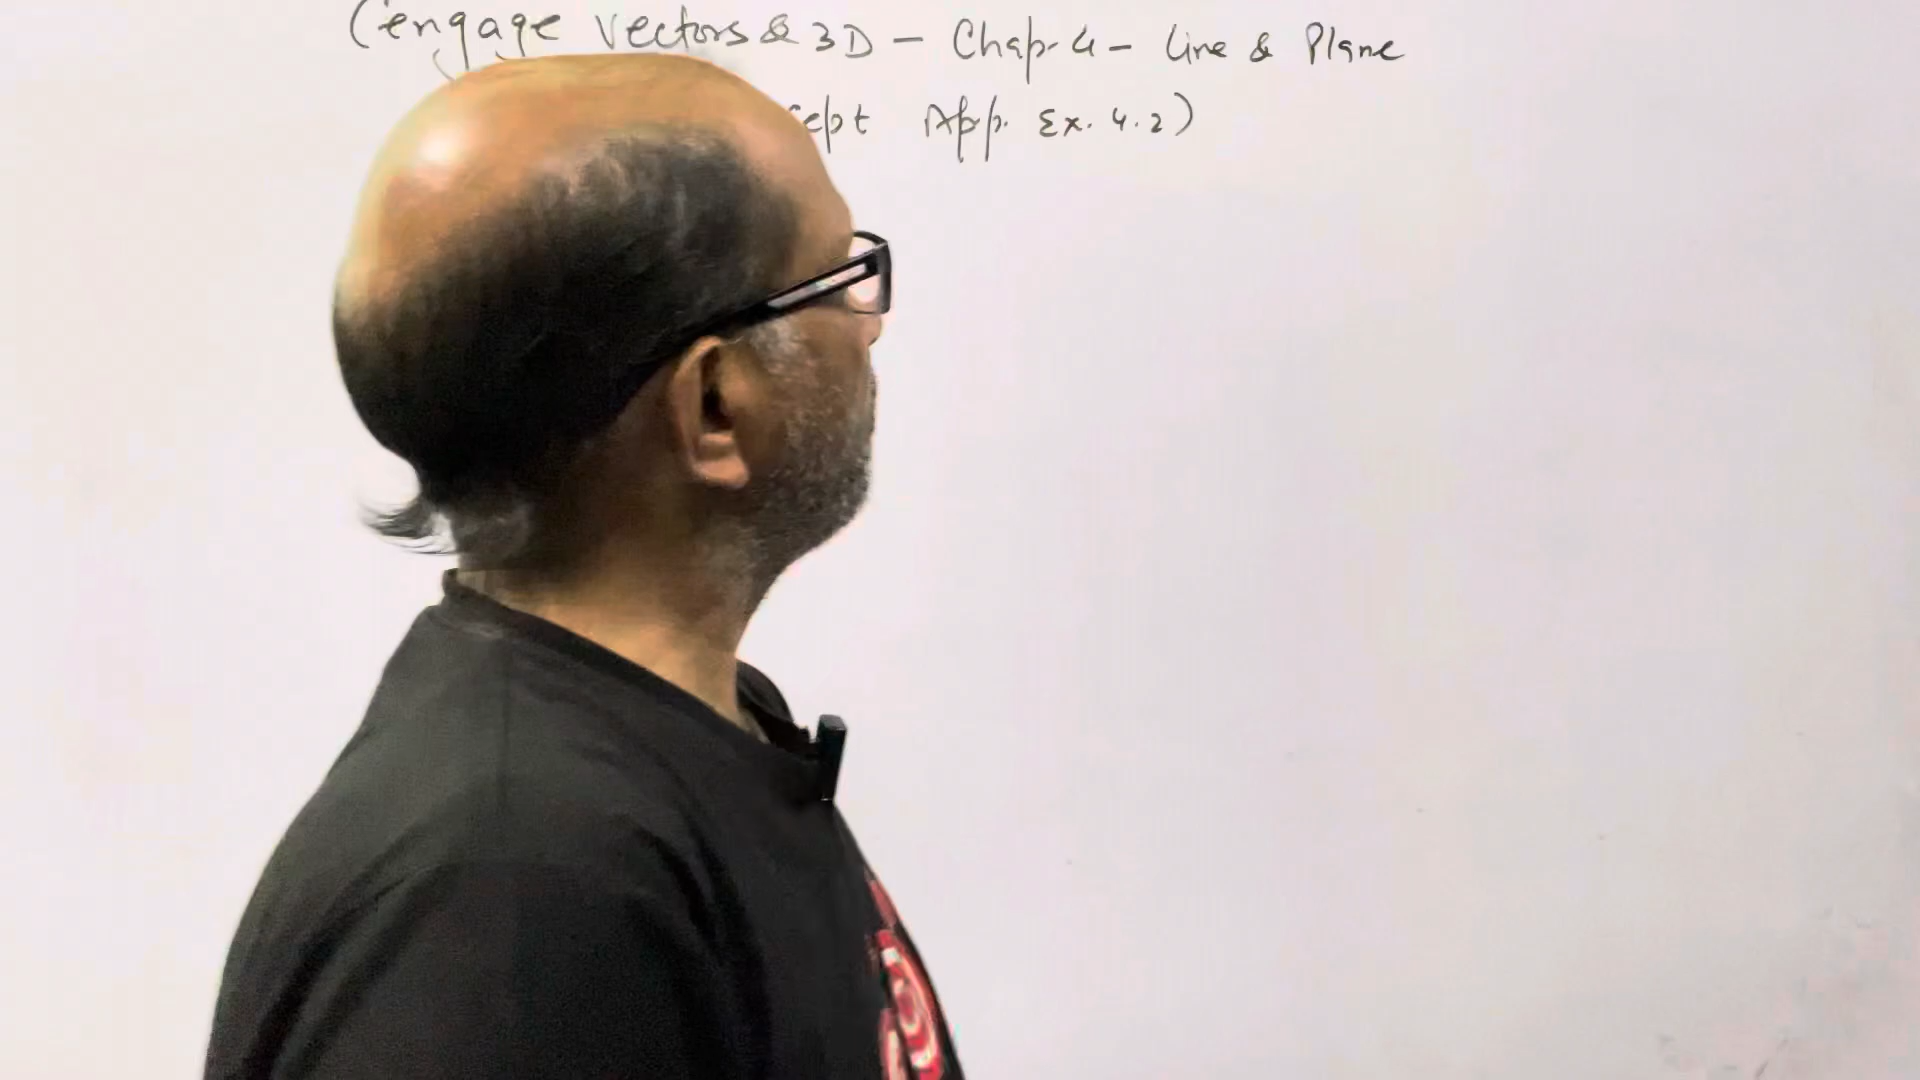 Cengage Vectors & 3D - Chap-4 - Line & Plane
cept App. Ex. 4.2)